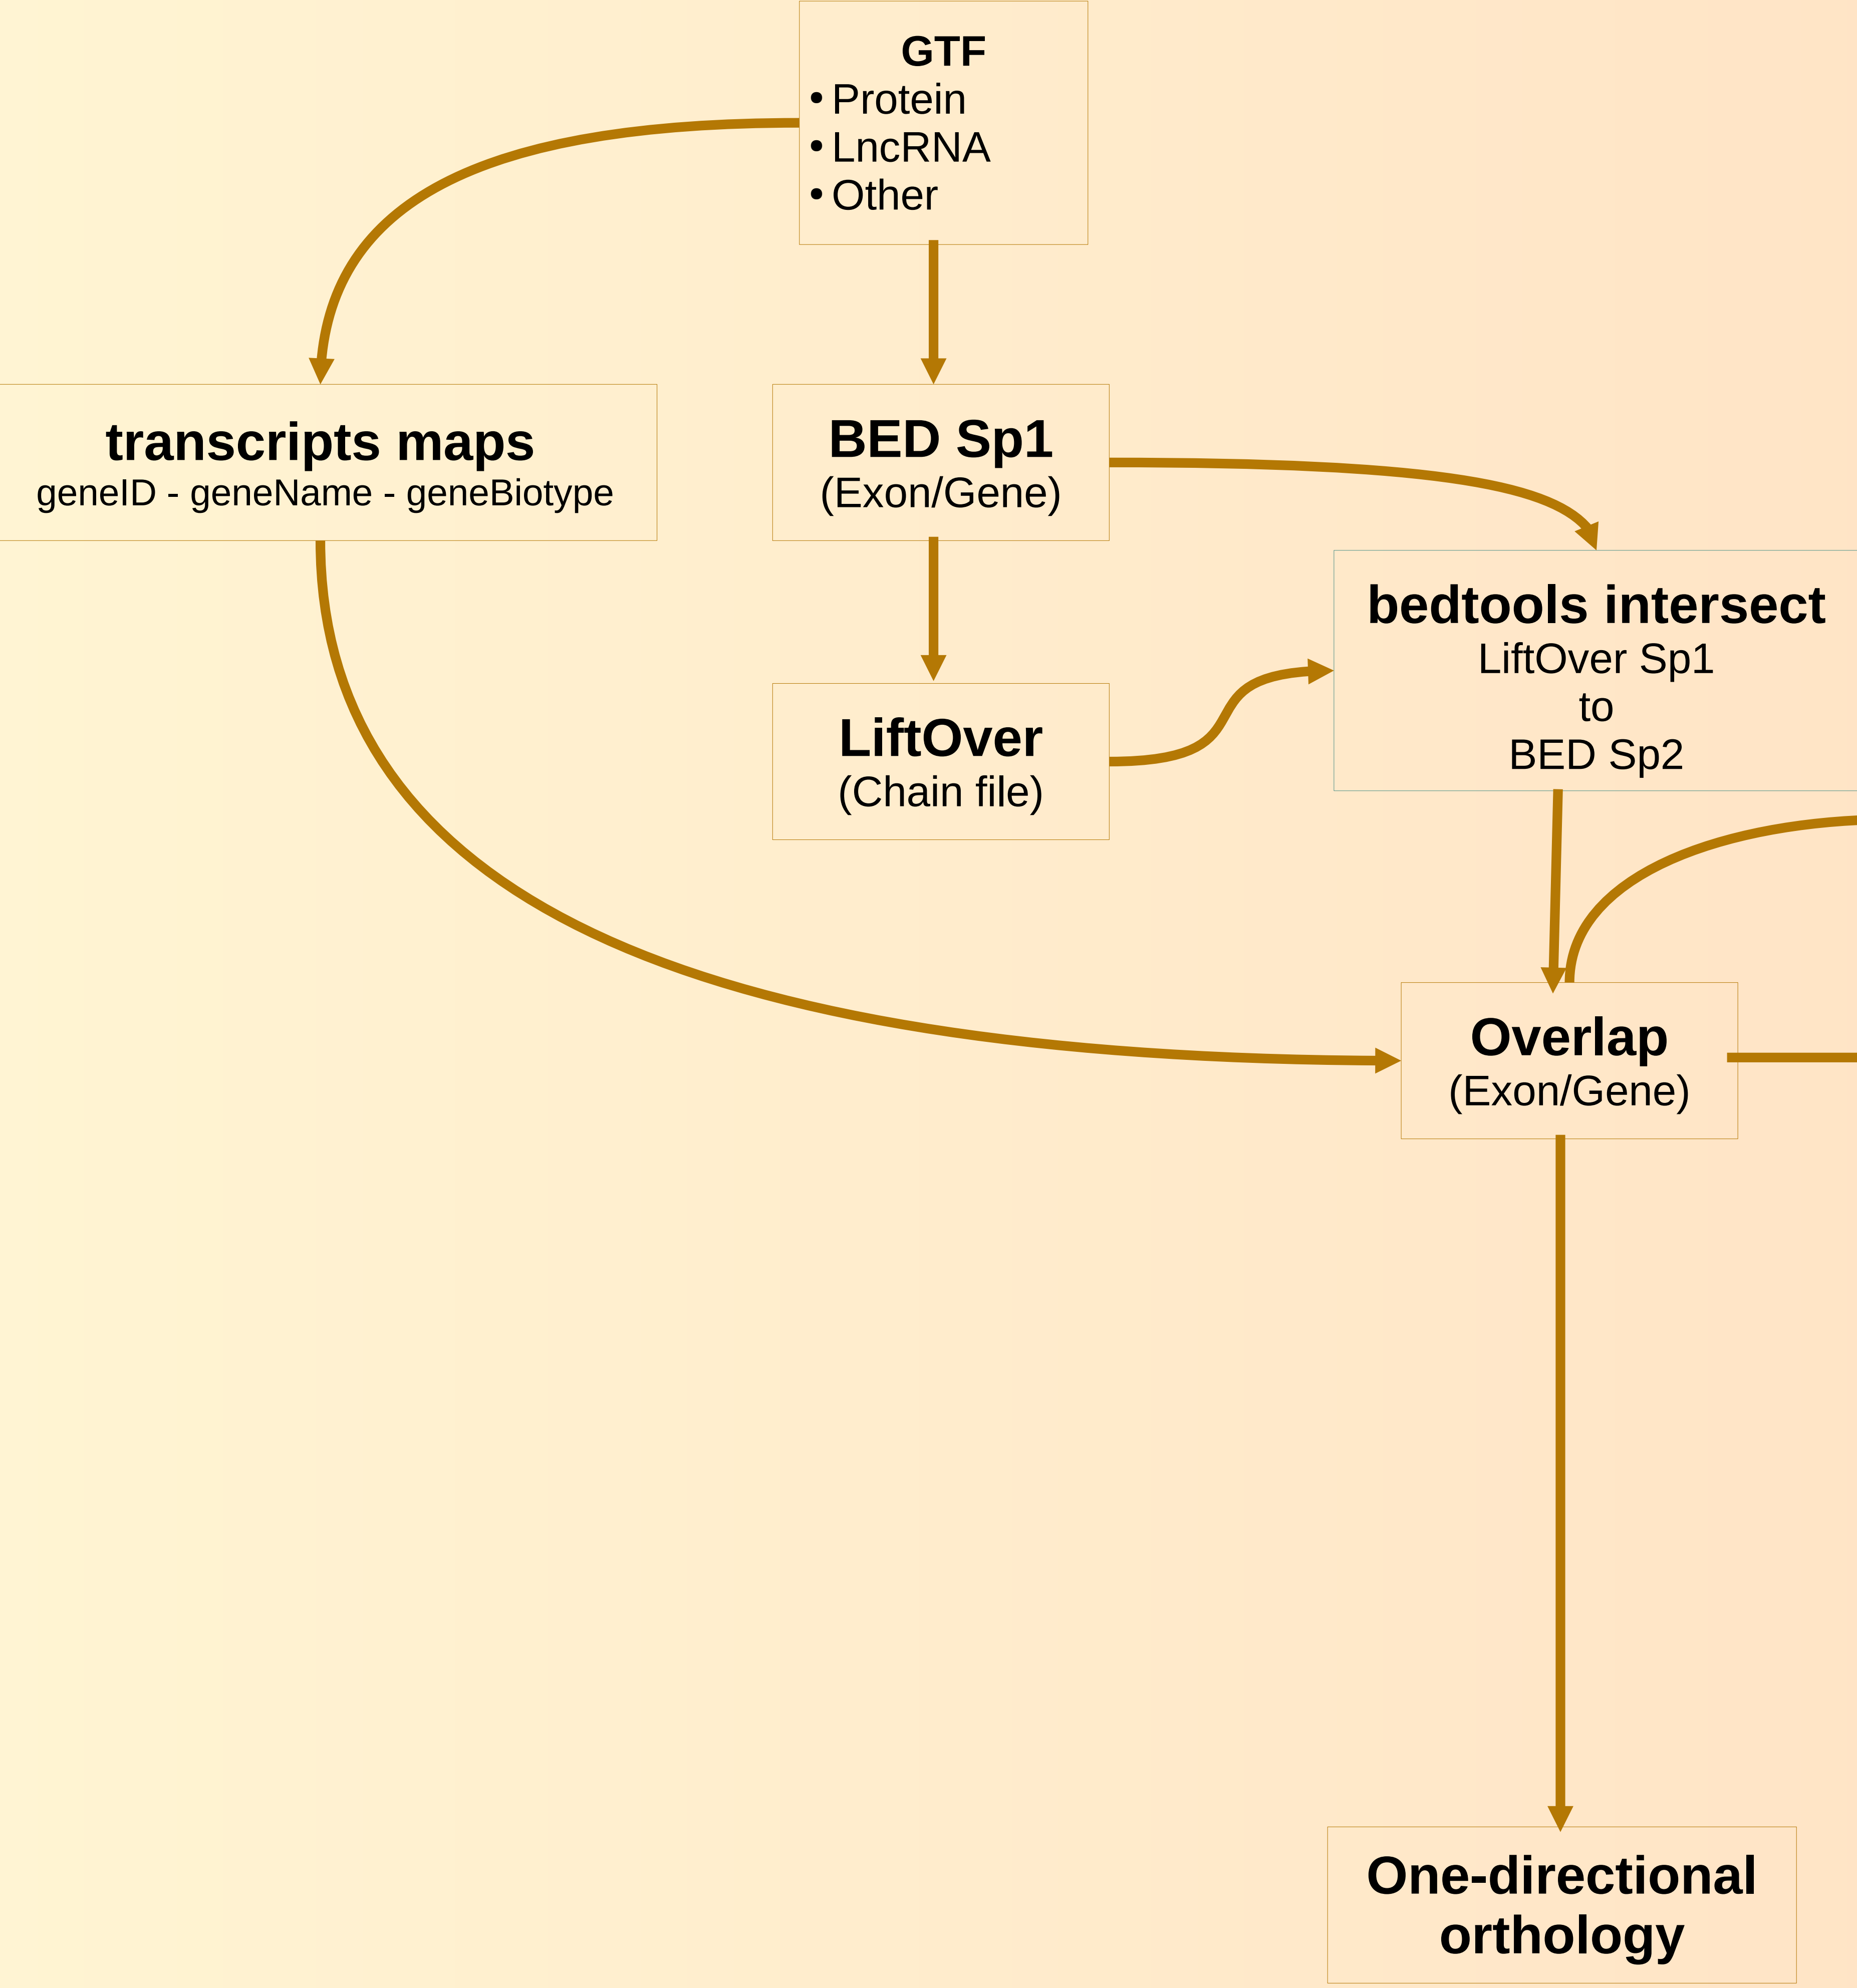 GTF
• Protein
• LncRNA
• Other
transcripts maps
geneID - geneName - geneBiotype
BED Sp1
(Exon/Gene)
bedtools intersect
LiftOver Sp1
to
BED Sp2
LiftOver
(Chain file)
Overlap
(Exon/Gene)
One-directional
orthology